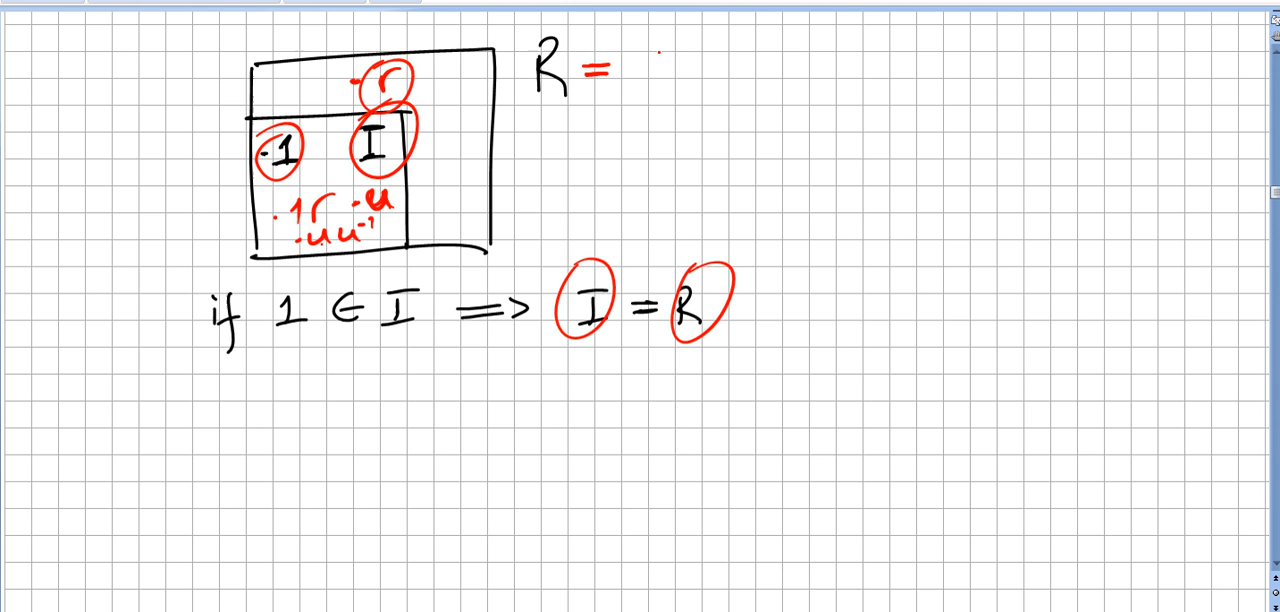 · r R =
· 1 I
· 1r · u
· uu⁻¹
if 1 ∈ I ⟹ I = R